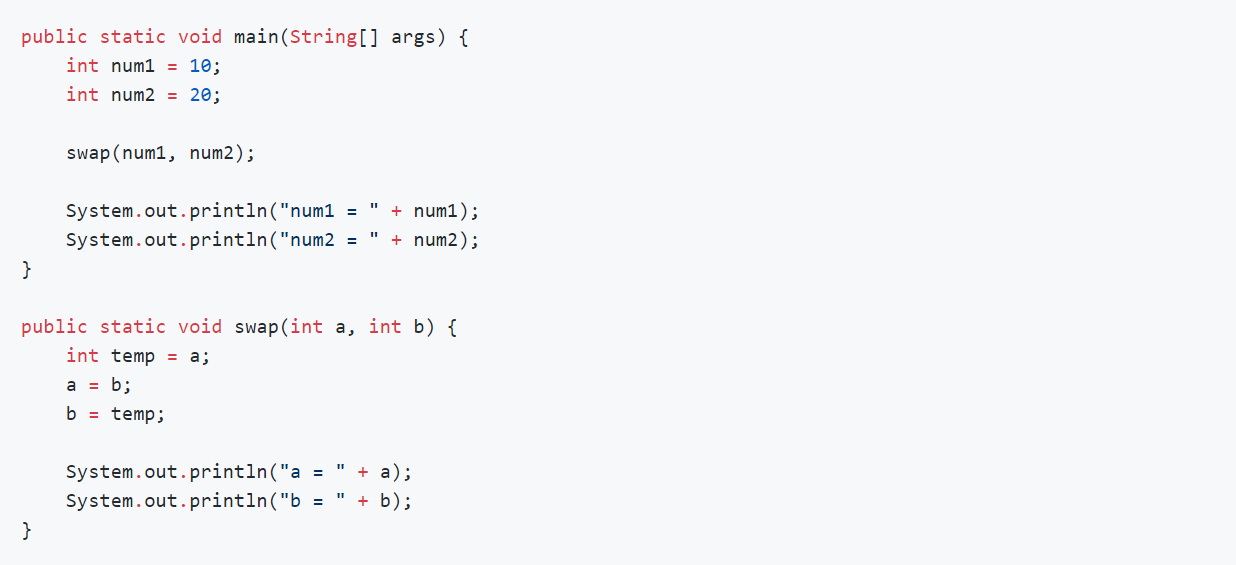 public static void main(String[] args) {
    int num1 = 10;
    int num2 = 20;

    swap(num1, num2);

    System.out.println("num1 = " + num1);
    System.out.println("num2 = " + num2);
}

public static void swap(int a, int b) {
    int temp = a;
    a = b;
    b = temp;

    System.out.println("a = " + a);
    System.out.println("b = " + b);
}